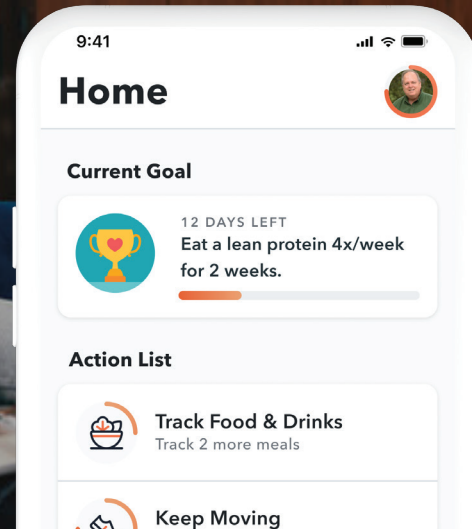 9:41
Home
Current Goal
12 DAYS LEFT
Eat a lean protein 4x/week
for 2 weeks.
Action List
Track Food & Drinks
Track 2 more meals
Keep Moving